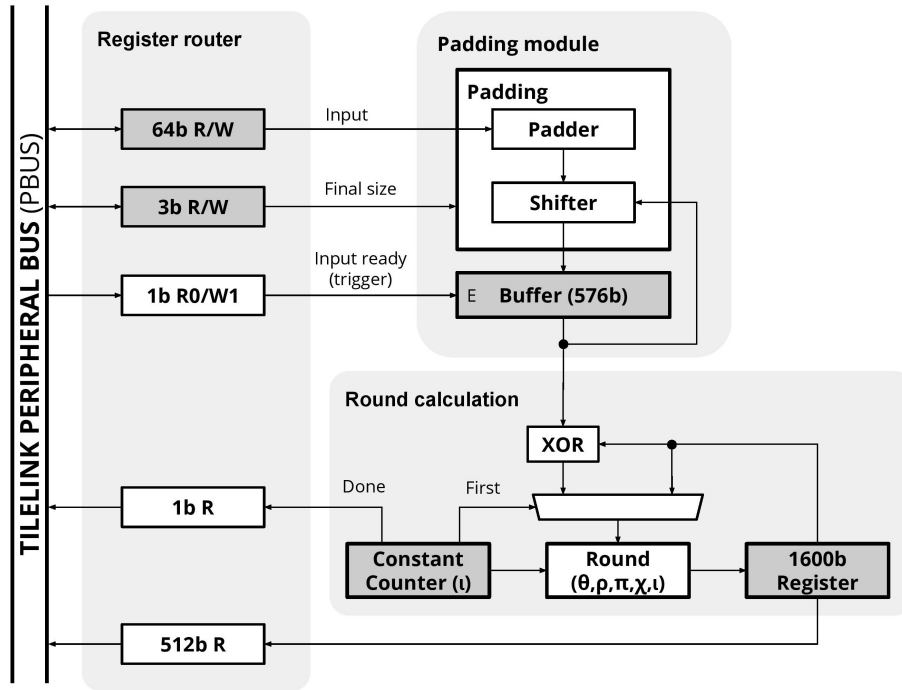 TILELINK PERIPHERAL BUS (PBUS)
Register router
64b R/W
3b R/W
1b R0/W1
1b R
512b R
Input
Final size
Input ready
(trigger)
Padding module
Padding
Padder
Shifter
E Buffer (576b)
Round calculation
XOR
Done
First
Constant
Counter (ι)
Round
(θ,ρ,π,χ,ι)
1600b
Register